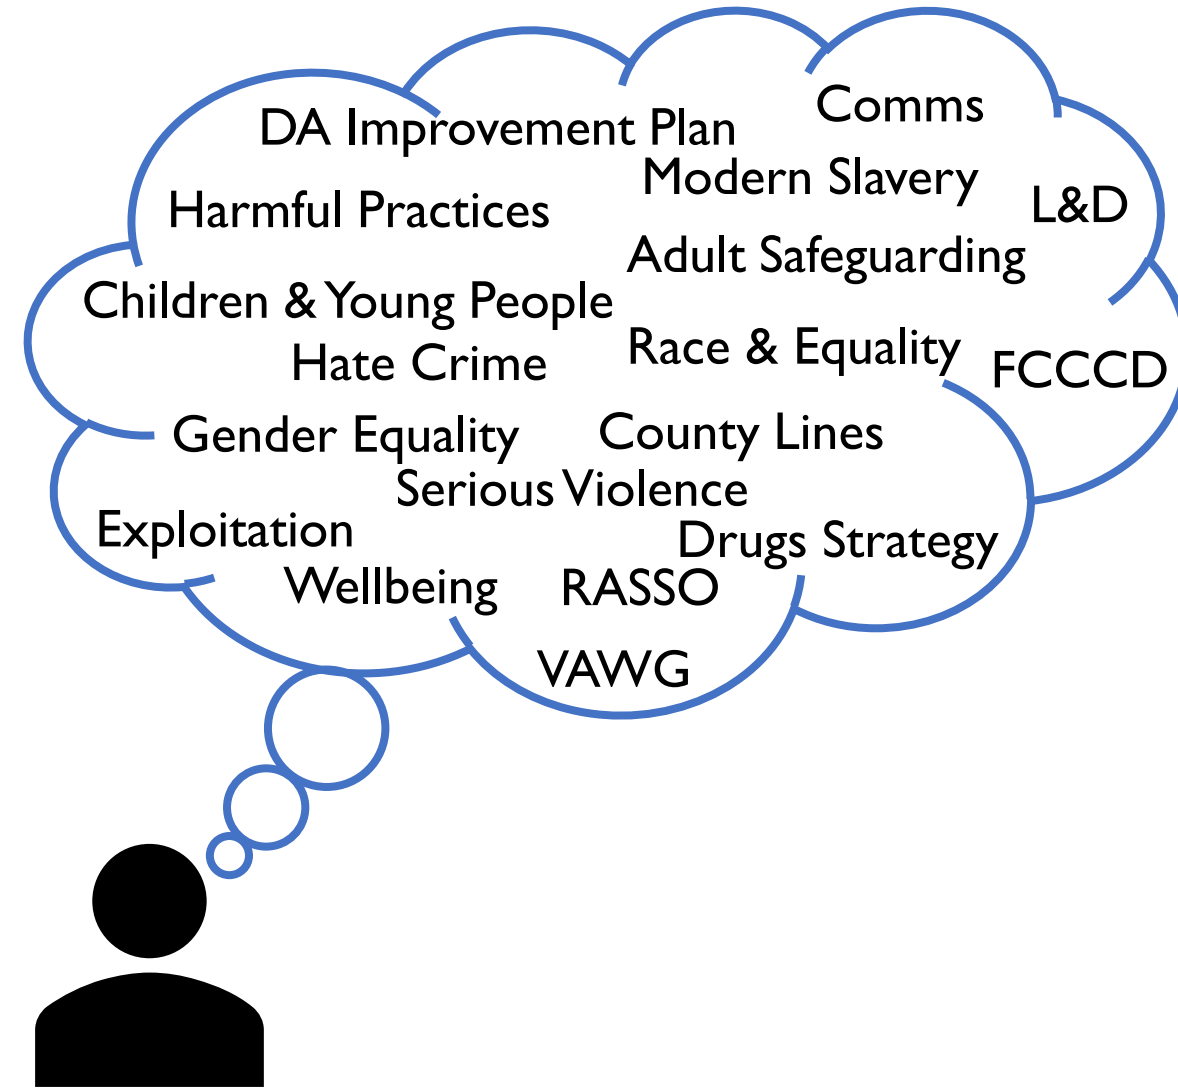 Comms
DA Improvement Plan
Modern Slavery
L&D
Harmful Practices
Adult Safeguarding
Children & Young People
Race & Equality
FCCCD
Hate Crime
Gender Equality
County Lines
Serious Violence
Exploitation
Drugs Strategy
Wellbeing
RASSO
VAWG